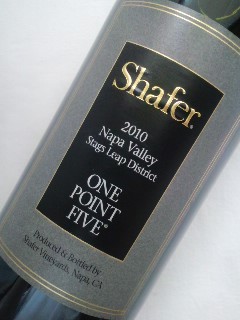 Shafer®
2010
Napa Valley
Stags Leap District
ONE
POINT
FIVE®
Produced & Bottled by
Shafer Vineyards, Napa, CA